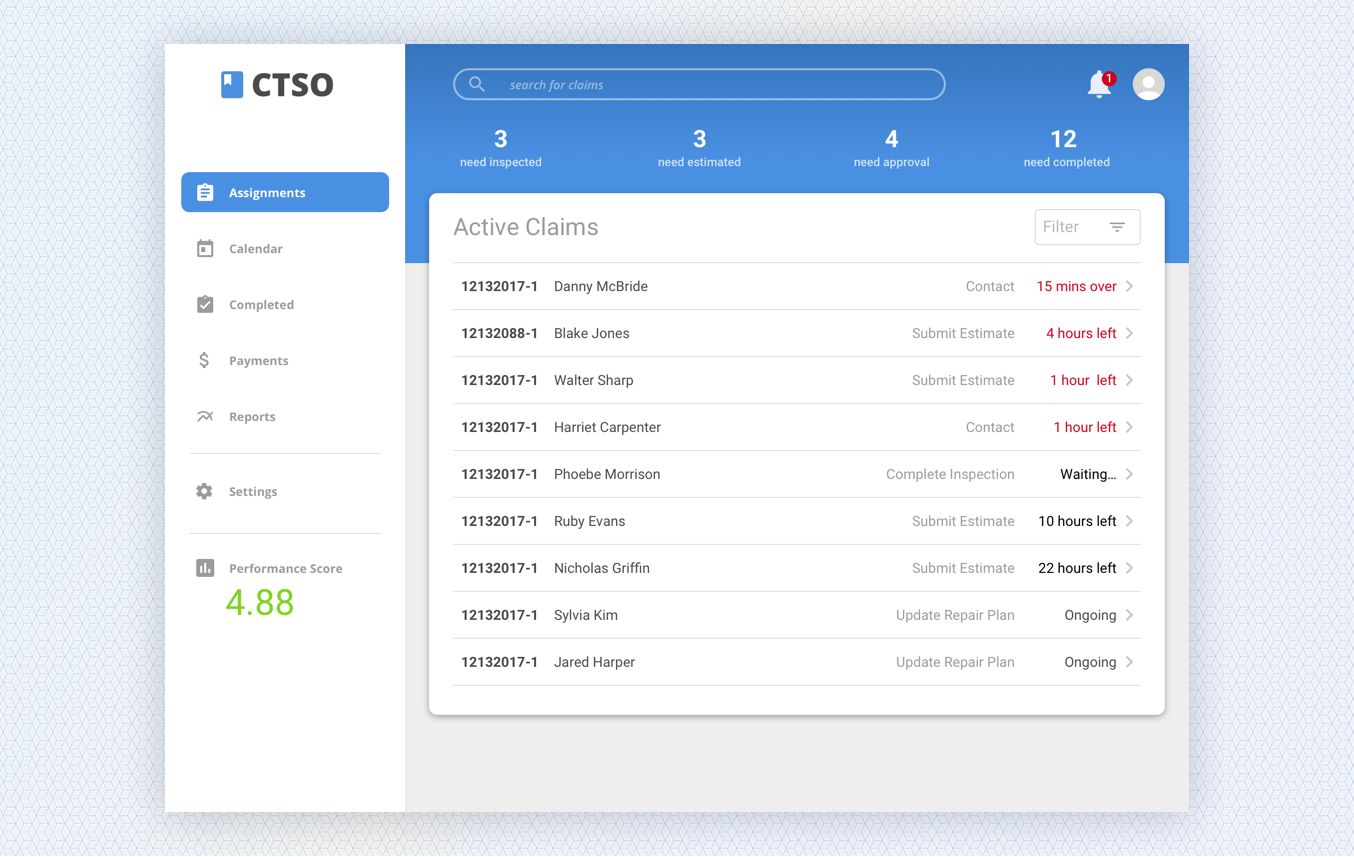 CTSO
search for claims
1
3 3 4 12
need inspected need estimated need approval need completed
Assignments
Calendar
Completed
Payments
Reports
Settings
Performance Score
4.88
Active Claims Filter
12132017-1 Danny McBride Contact 15 mins over
12132088-1 Blake Jones Submit Estimate 4 hours left
12132017-1 Walter Sharp Submit Estimate 1 hour left
12132017-1 Harriet Carpenter Contact 1 hour left
12132017-1 Phoebe Morrison Complete Inspection Waiting...
12132017-1 Ruby Evans Submit Estimate 10 hours left
12132017-1 Nicholas Griffin Submit Estimate 22 hours left
12132017-1 Sylvia Kim Update Repair Plan Ongoing
12132017-1 Jared Harper Update Repair Plan Ongoing